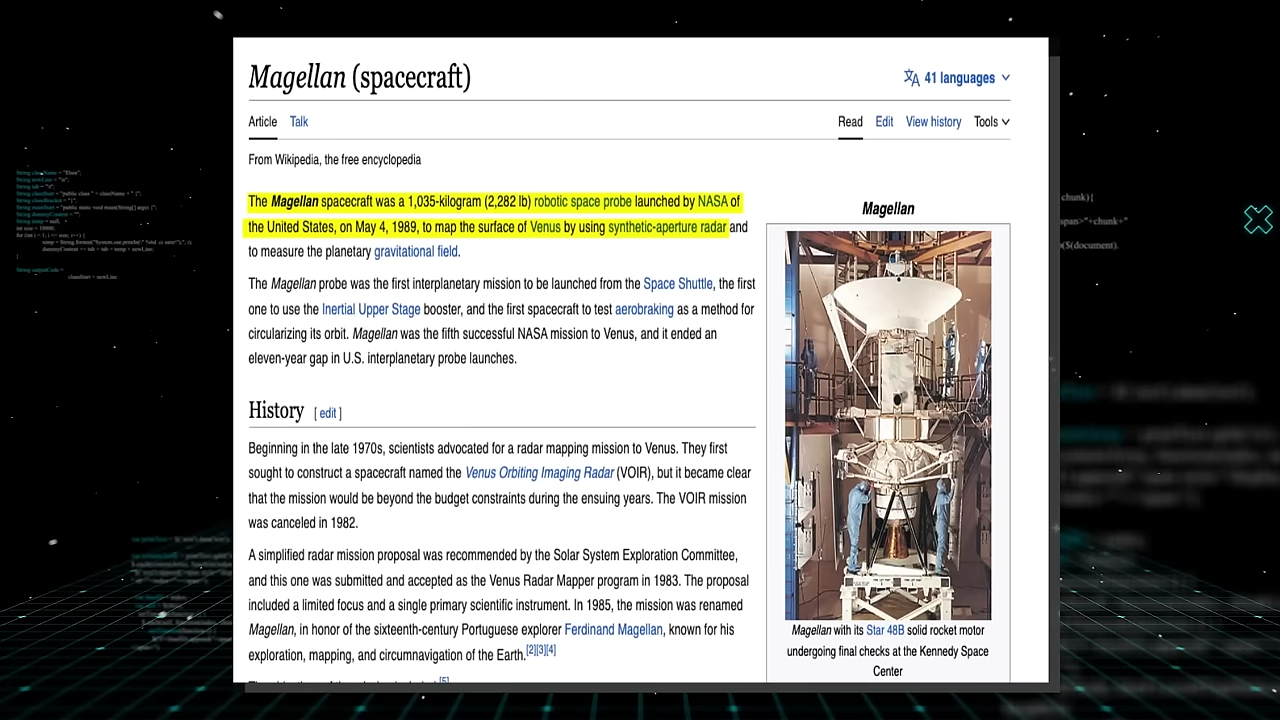 Magellan (spacecraft)
41 languages
Article Talk
Read Edit View history Tools
From Wikipedia, the free encyclopedia
The Magellan spacecraft was a 1,035-kilogram (2,282 lb) robotic space probe launched by NASA of
the United States, on May 4, 1989, to map the surface of Venus by using synthetic-aperture radar and
to measure the planetary gravitational field.
The Magellan probe was the first interplanetary mission to be launched from the Space Shuttle, the first
one to use the Inertial Upper Stage booster, and the first spacecraft to test aerobraking as a method for
circularizing its orbit. Magellan was the fifth successful NASA mission to Venus, and it ended an
eleven-year gap in U.S. interplanetary probe launches.
History [ edit ]
Beginning in the late 1970s, scientists advocated for a radar mapping mission to Venus. They first
sought to construct a spacecraft named the Venus Orbiting Imaging Radar (VOIR), but it became clear
that the mission would be beyond the budget constraints during the ensuing years. The VOIR mission
was canceled in 1982.
A simplified radar mission proposal was recommended by the Solar System Exploration Committee,
and this one was submitted and accepted as the Venus Radar Mapper program in 1983. The proposal
included a limited focus and a single primary scientific instrument. In 1985, the mission was renamed
Magellan, in honor of the sixteenth-century Portuguese explorer Ferdinand Magellan, known for his
exploration, mapping, and circumnavigation of the Earth.[2][3][4]
Magellan
Magellan with its Star 48B solid rocket motor
undergoing final checks at the Kennedy Space
Center
chunk){
span>"+chunk+"
$(document).